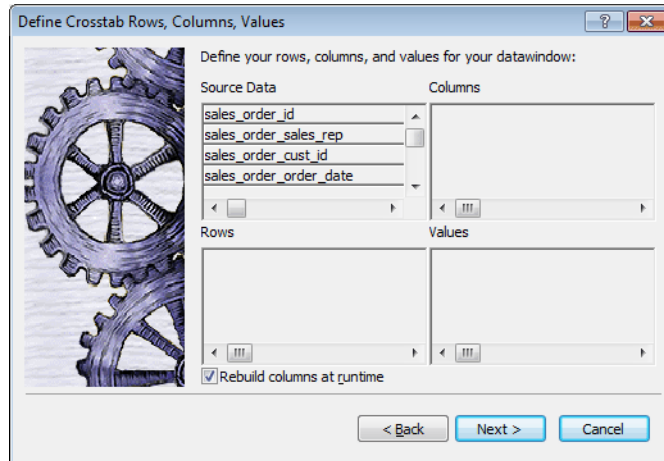 Define Crosstab Rows, Columns, Values
Define your rows, columns, and values for your datawindow:
Source Data
Columns
sales_order_id
sales_order_sales_rep
sales_order_cust_id
sales_order_order_date
Rows
Values
Rebuild columns at runtime
< Back
Next >
Cancel